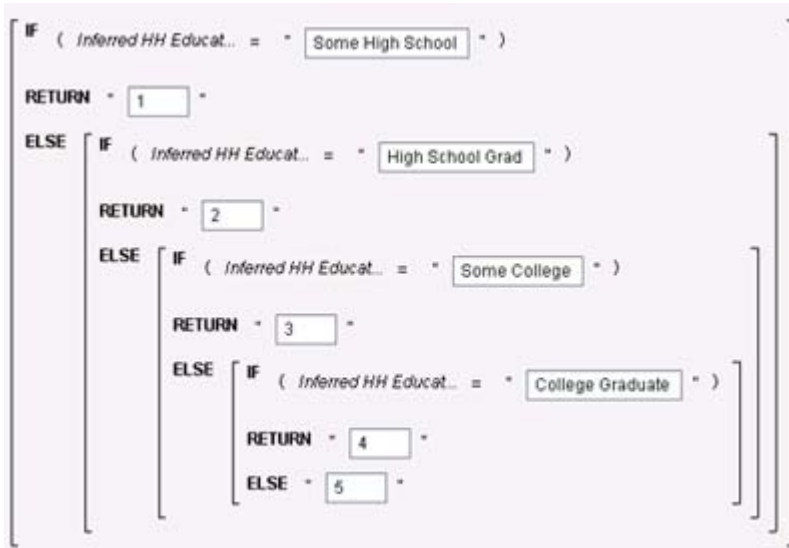 IF ( Inferred HH Educat... = " Some High School " )
RETURN " 1 "
ELSE IF ( Inferred HH Educat... = " High School Grad " )
RETURN " 2 "
ELSE IF ( Inferred HH Educat... = " Some College " )
RETURN " 3 "
ELSE IF ( Inferred HH Educat... = " College Graduate " )
RETURN " 4 "
ELSE " 5 "